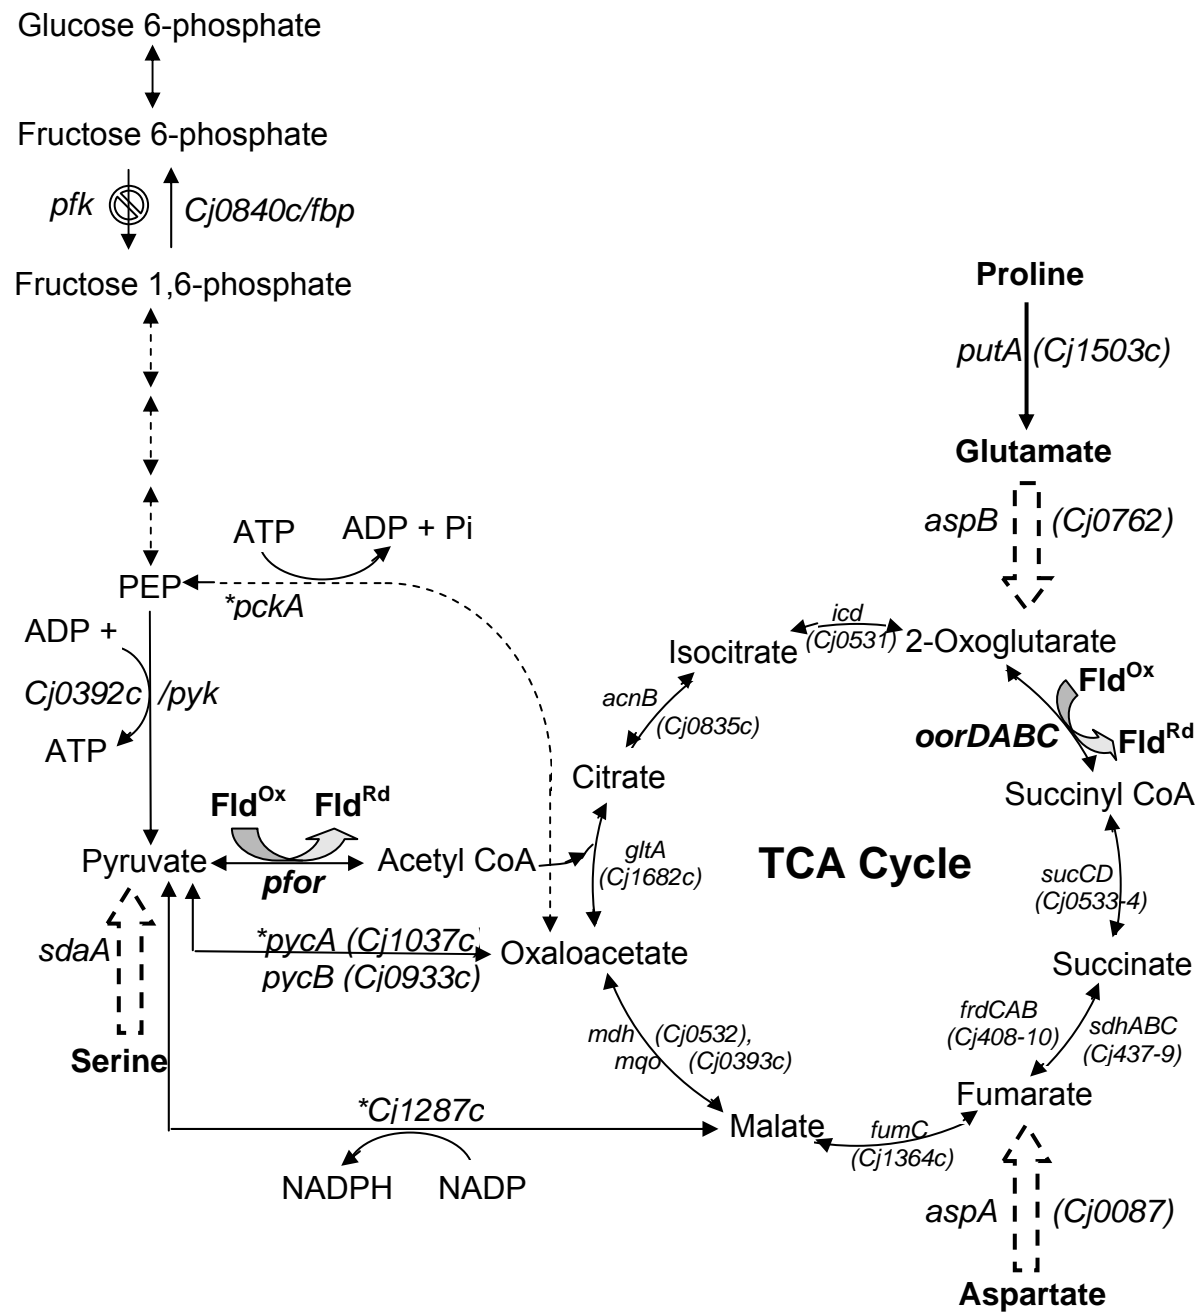 Glucose 6-phosphate
Fructose 6-phosphate
pfk
Cj0840c/fbp
Fructose 1,6-phosphate
Proline
putA (Cj1503c)
Glutamate
aspB (Cj0762)
ATP
ADP + Pi
PEP
*pckA
ADP +
Cj0392c /pyk
ATP
icd
(Cj0531)
Isocitrate
2-Oxoglutarate
acnB
(Cj0835c)
Fld^Ox
oorDABC
Fld^Rd
Citrate
Succinyl CoA
Fld^Ox Fld^Rd
Pyruvate
pfor
Acetyl CoA
gltA
(Cj1682c)
TCA Cycle
sucCD
(Cj0533-4)
sdaA
*pycA (Cj1037c,
pycB (Cj0933c)
Oxaloacetate
Succinate
Serine
mdh (Cj0532),
mqo (Cj0393c)
frdCAB
(Cj408-10)
sdhABC
(Cj437-9)
Fumarate
*Cj1287c
Malate
fumC
(Cj1364c)
NADPH
NADP
aspA (Cj0087)
Aspartate